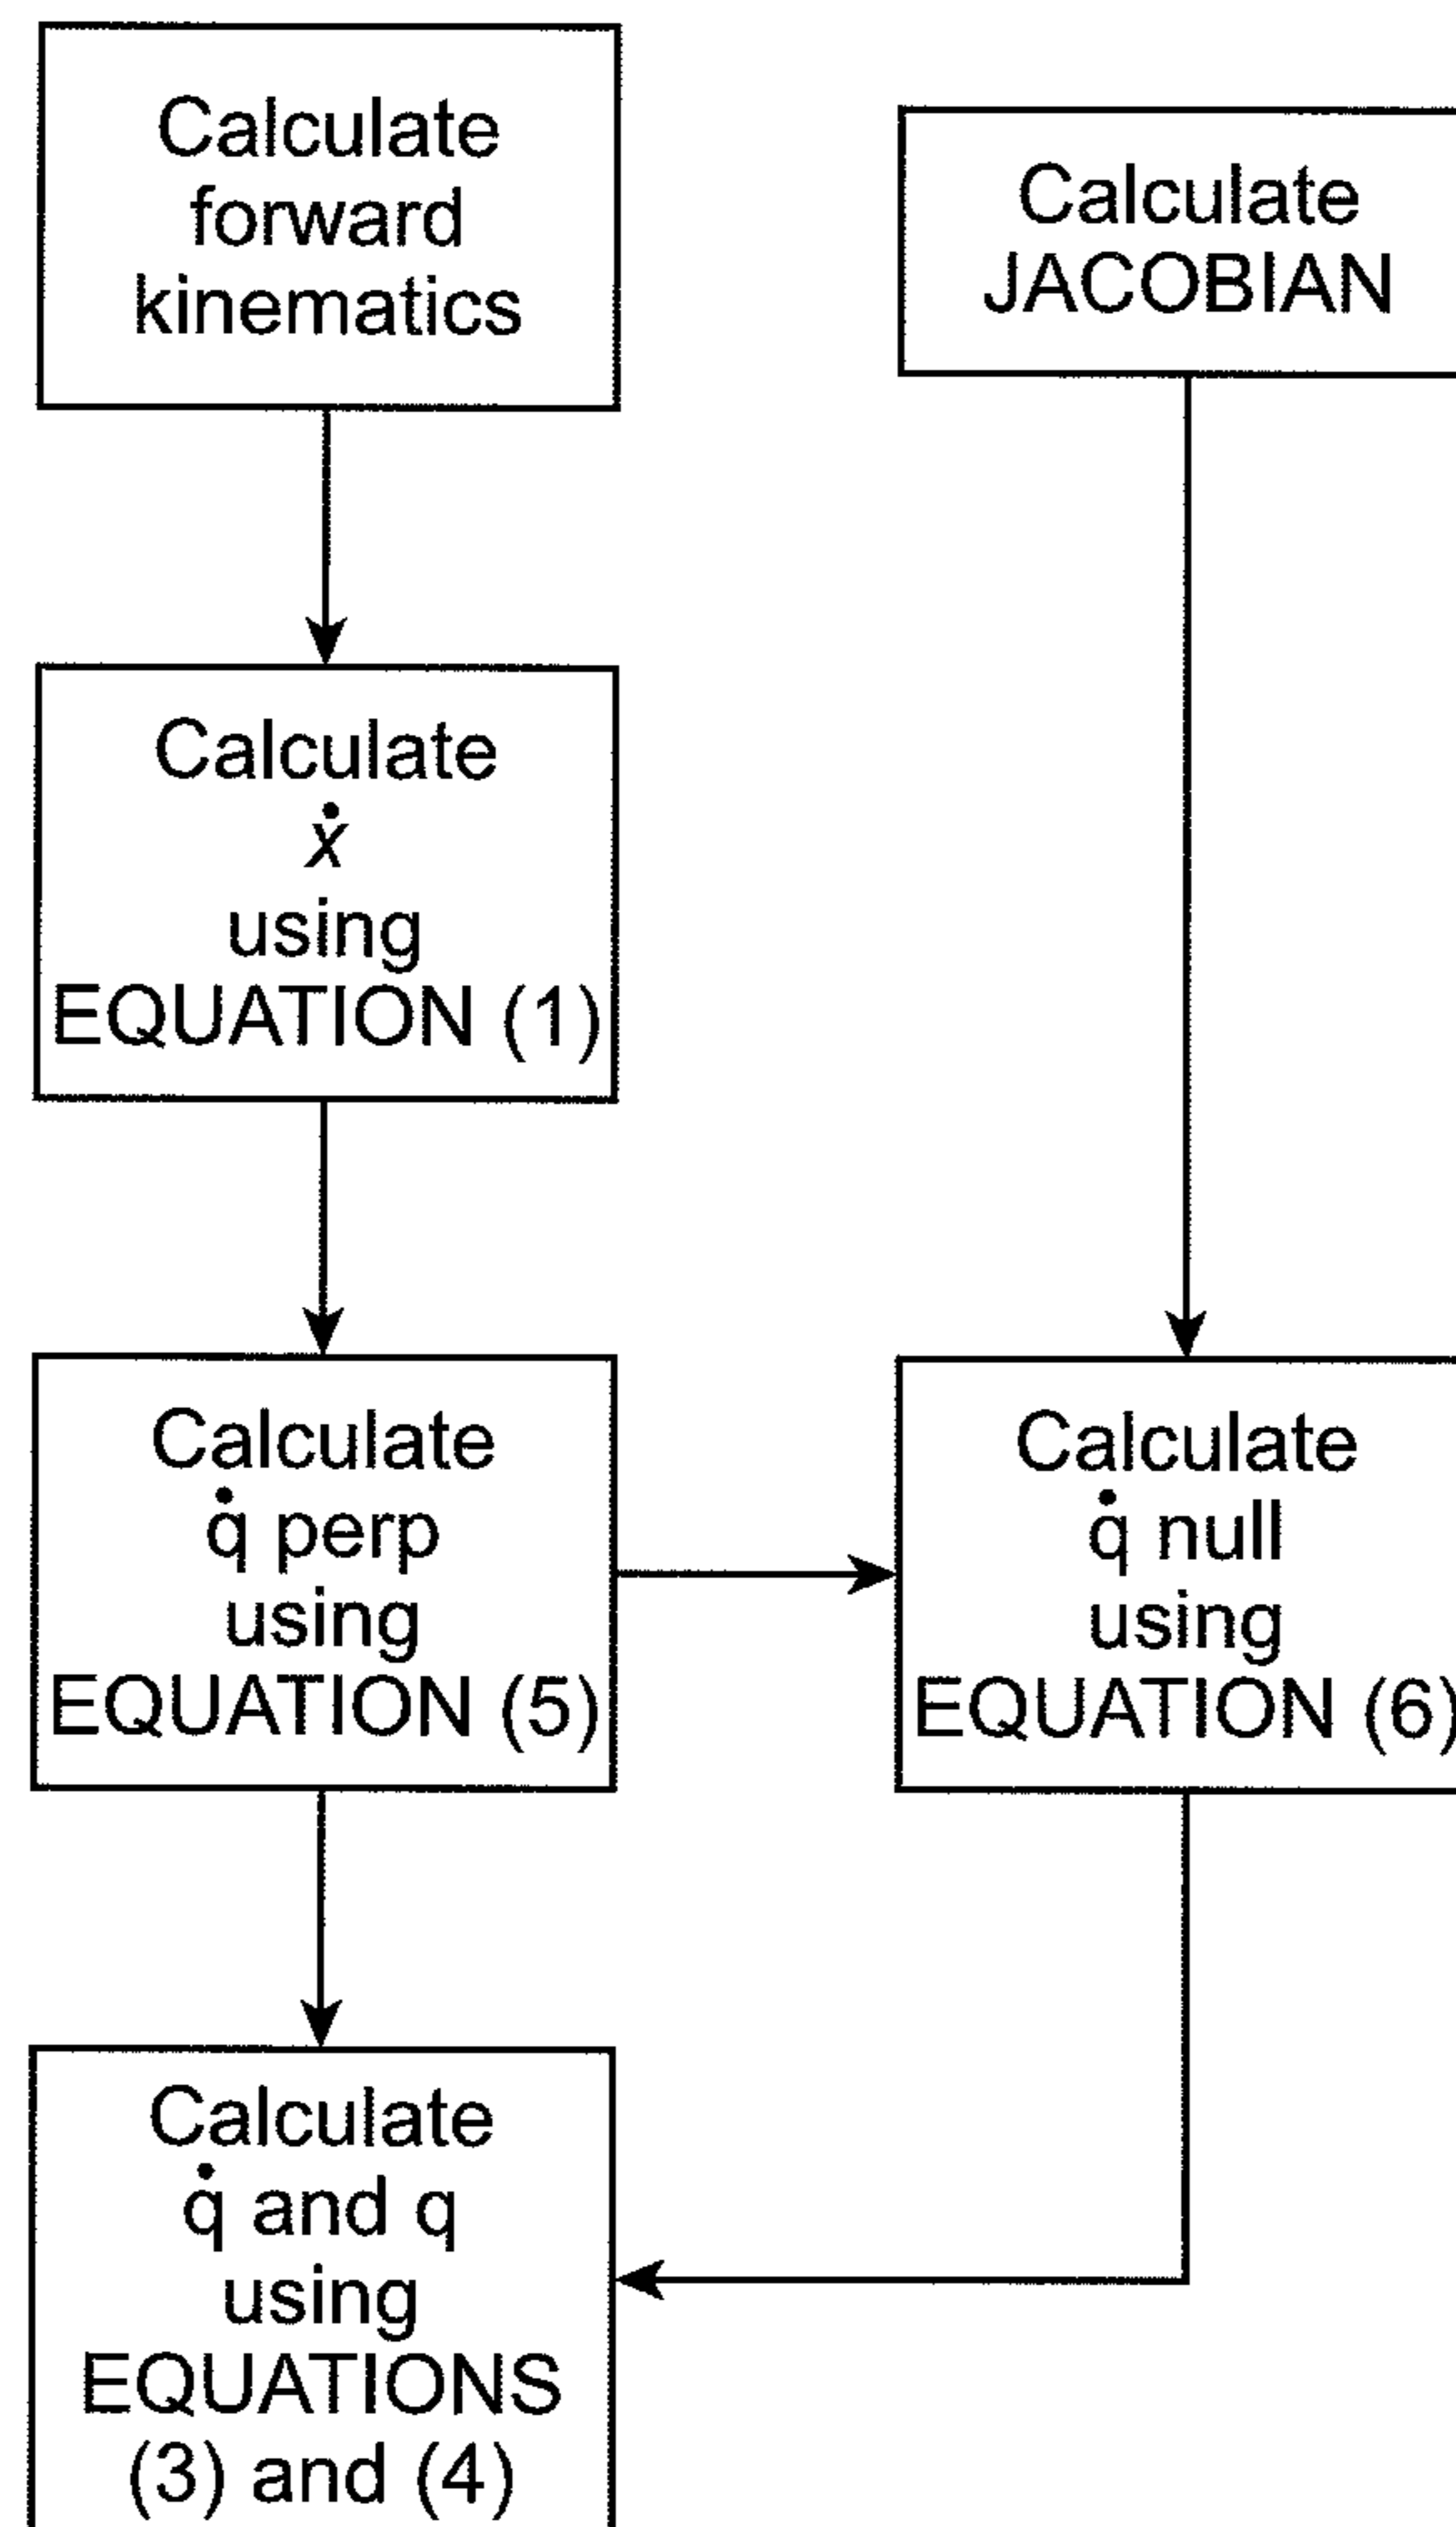 Calculate
forward
kinematics
Calculate
JACOBIAN
Calculate
ẋ
using
EQUATION (1)
Calculate
q̇ perp
using
EQUATION (5)
Calculate
q̇ null
using
EQUATION (6)
Calculate
q̇ and q
using
EQUATIONS
(3) and (4)